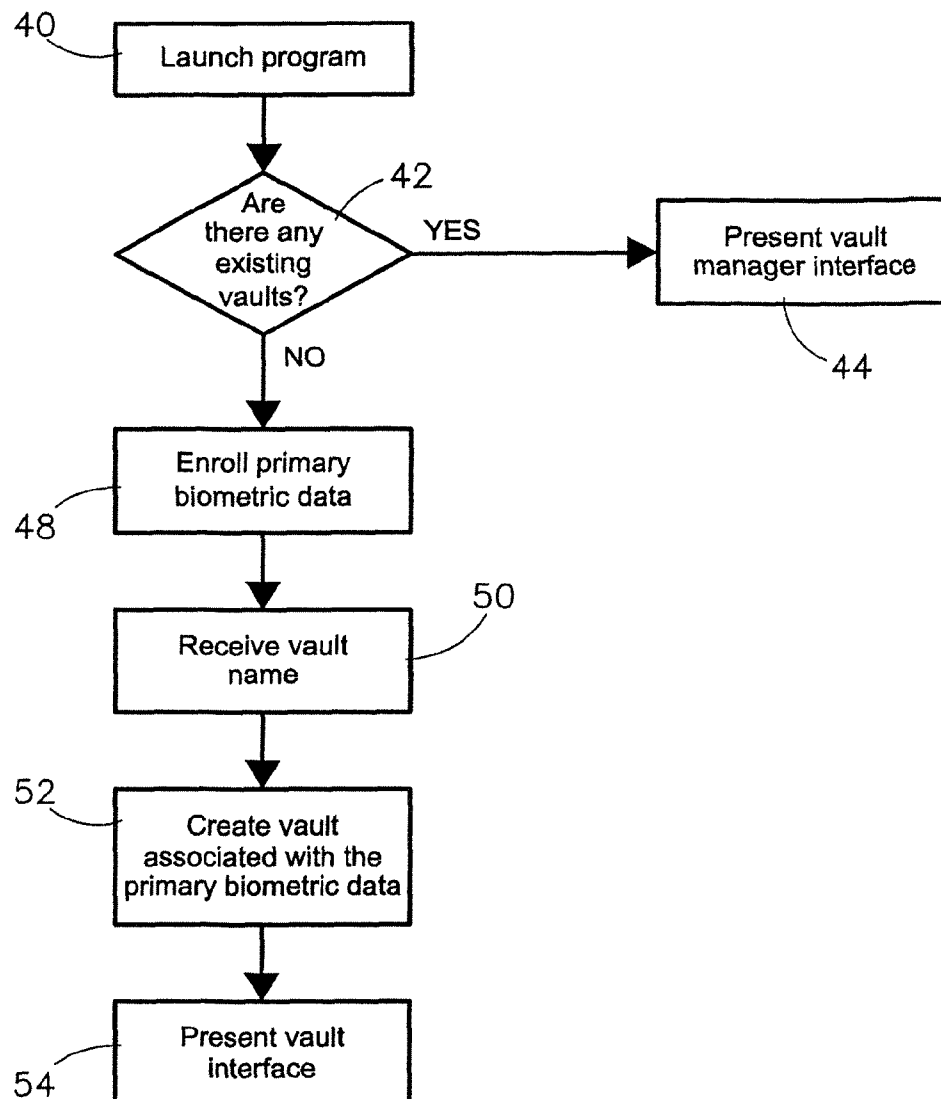 40
Launch program
42
Are
there any
existing
vaults?
YES
Present vault
manager interface
44
NO
Enroll primary
biometric data
48
50
Receive vault
name
52
Create vault
associated with the
primary biometric data
Present vault
interface
54